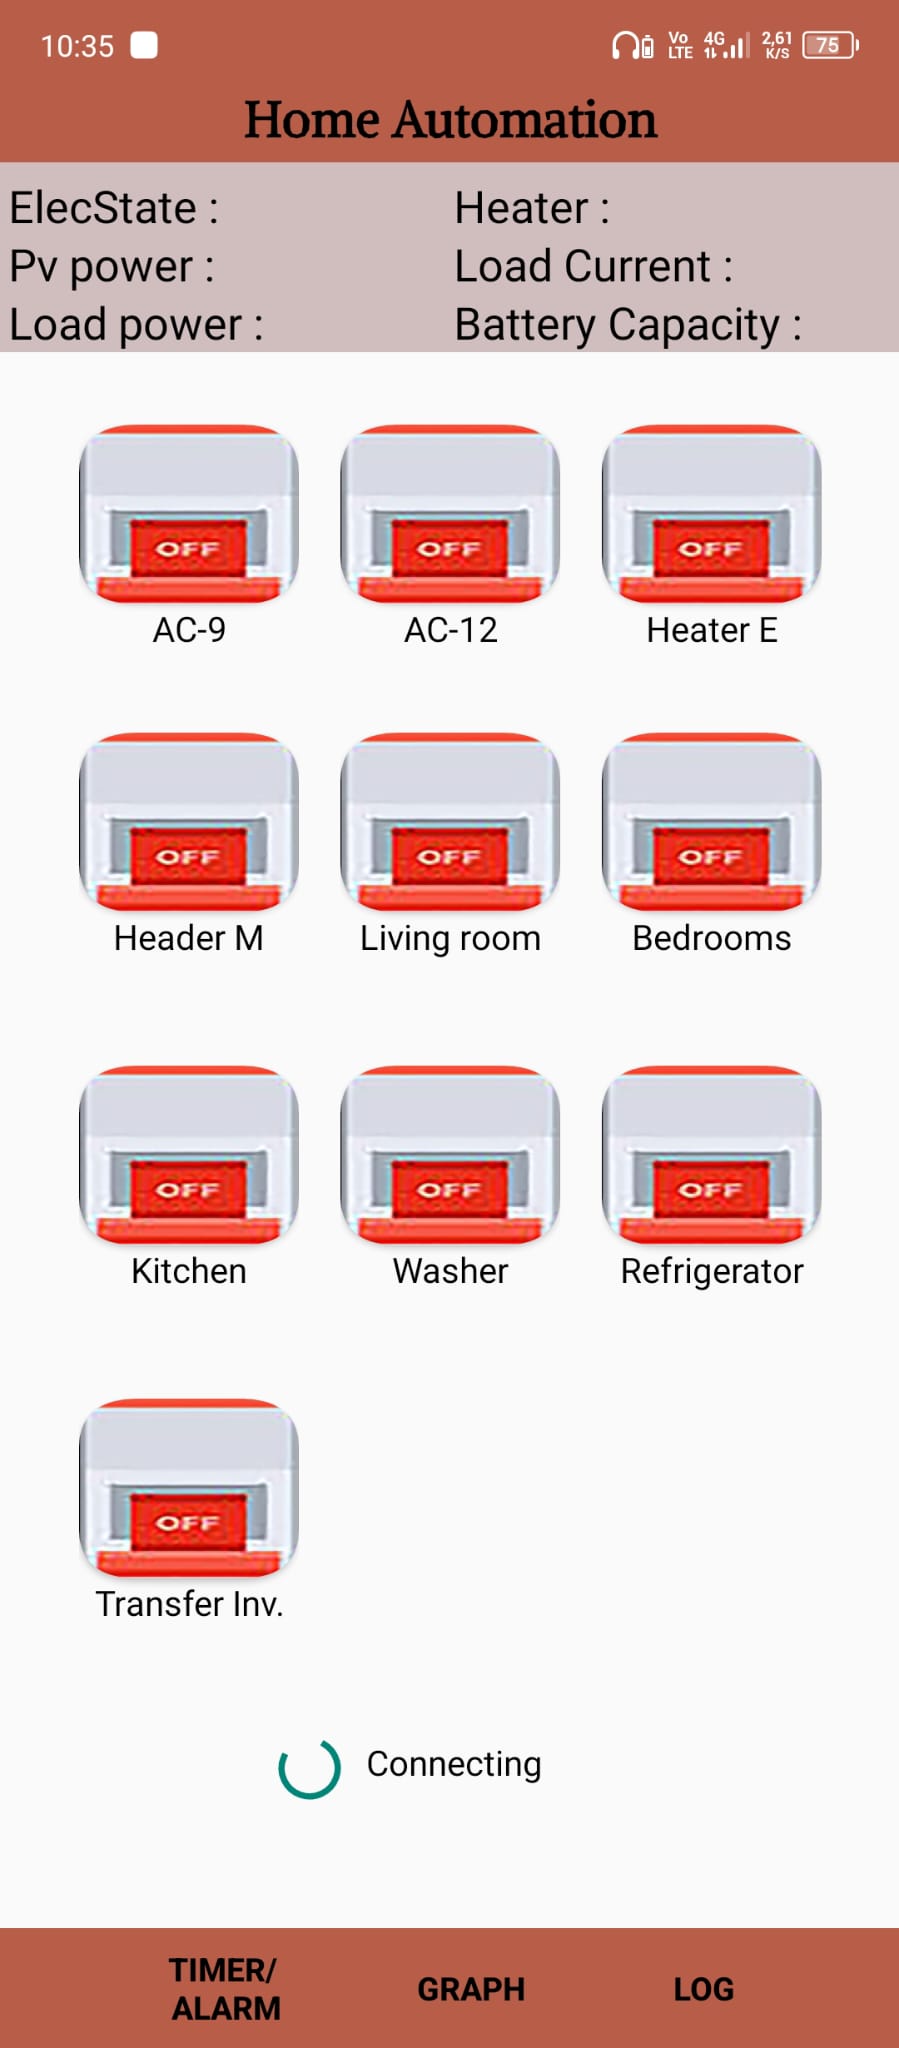 10:35
Vo LTE 4G 2,61 K/S 75
Home Automation
ElecState : Heater :
Pv power : Load Current :
Load power : Battery Capacity :
OFF OFF OFF
AC-9 AC-12 Heater E
OFF OFF OFF
Header M Living room Bedrooms
OFF OFF OFF
Kitchen Washer Refrigerator
OFF
Transfer Inv.
Connecting
TIMER/
ALARM GRAPH LOG